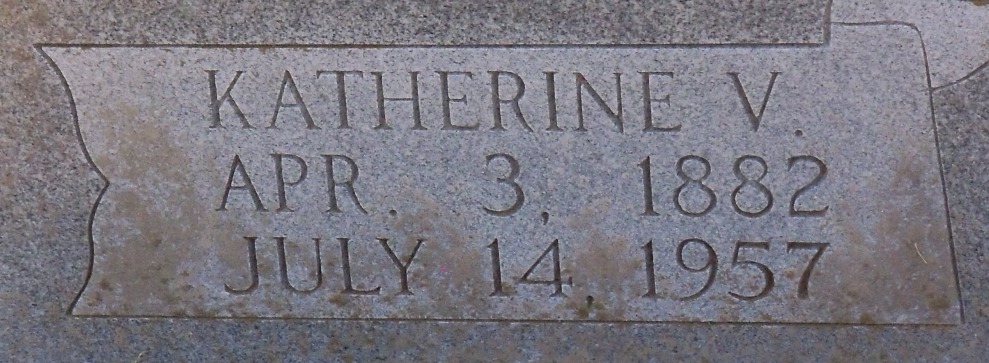 KATHERINE V.
APR. 3, 1882
JULY 14, 1957